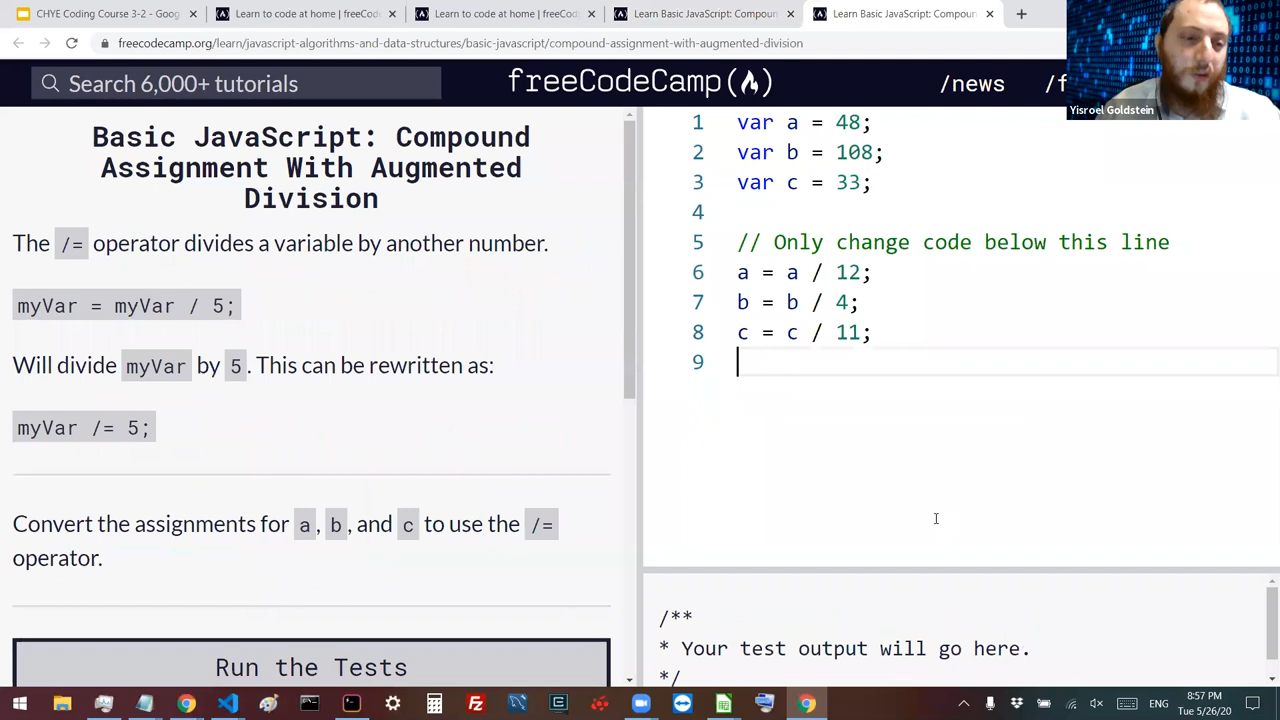 CHYE Coding Course 3-2 - Goog
Learn to code at home | freeCod
Learn to code at home | freeCod
Learn Basic JavaScript: Compoun
Learn Basic JavaScript: Compoun
freecodecamp.org/learn/javascript-algorithms-and-data-structures/basic-javascript/compound-assignment-with-augmented-division
Search 6,000+ tutorials
freeCodeCamp
/news
/f
Yisroel Goldstein
Basic JavaScript: Compound
Assignment With Augmented
Division
The /= operator divides a variable by another number.
myVar = myVar / 5;
Will divide myVar by 5. This can be rewritten as:
myVar /= 5;
Convert the assignments for a, b, and c to use the /=
operator.
Run the Tests
1 var a = 48;
2 var b = 108;
3 var c = 33;
4
5 // Only change code below this line
6 a = a / 12;
7 b = b / 4;
8 c = c / 11;
9
/**
* Your test output will go here.
*/
ENG
8:57 PM
Tue 5/26/20